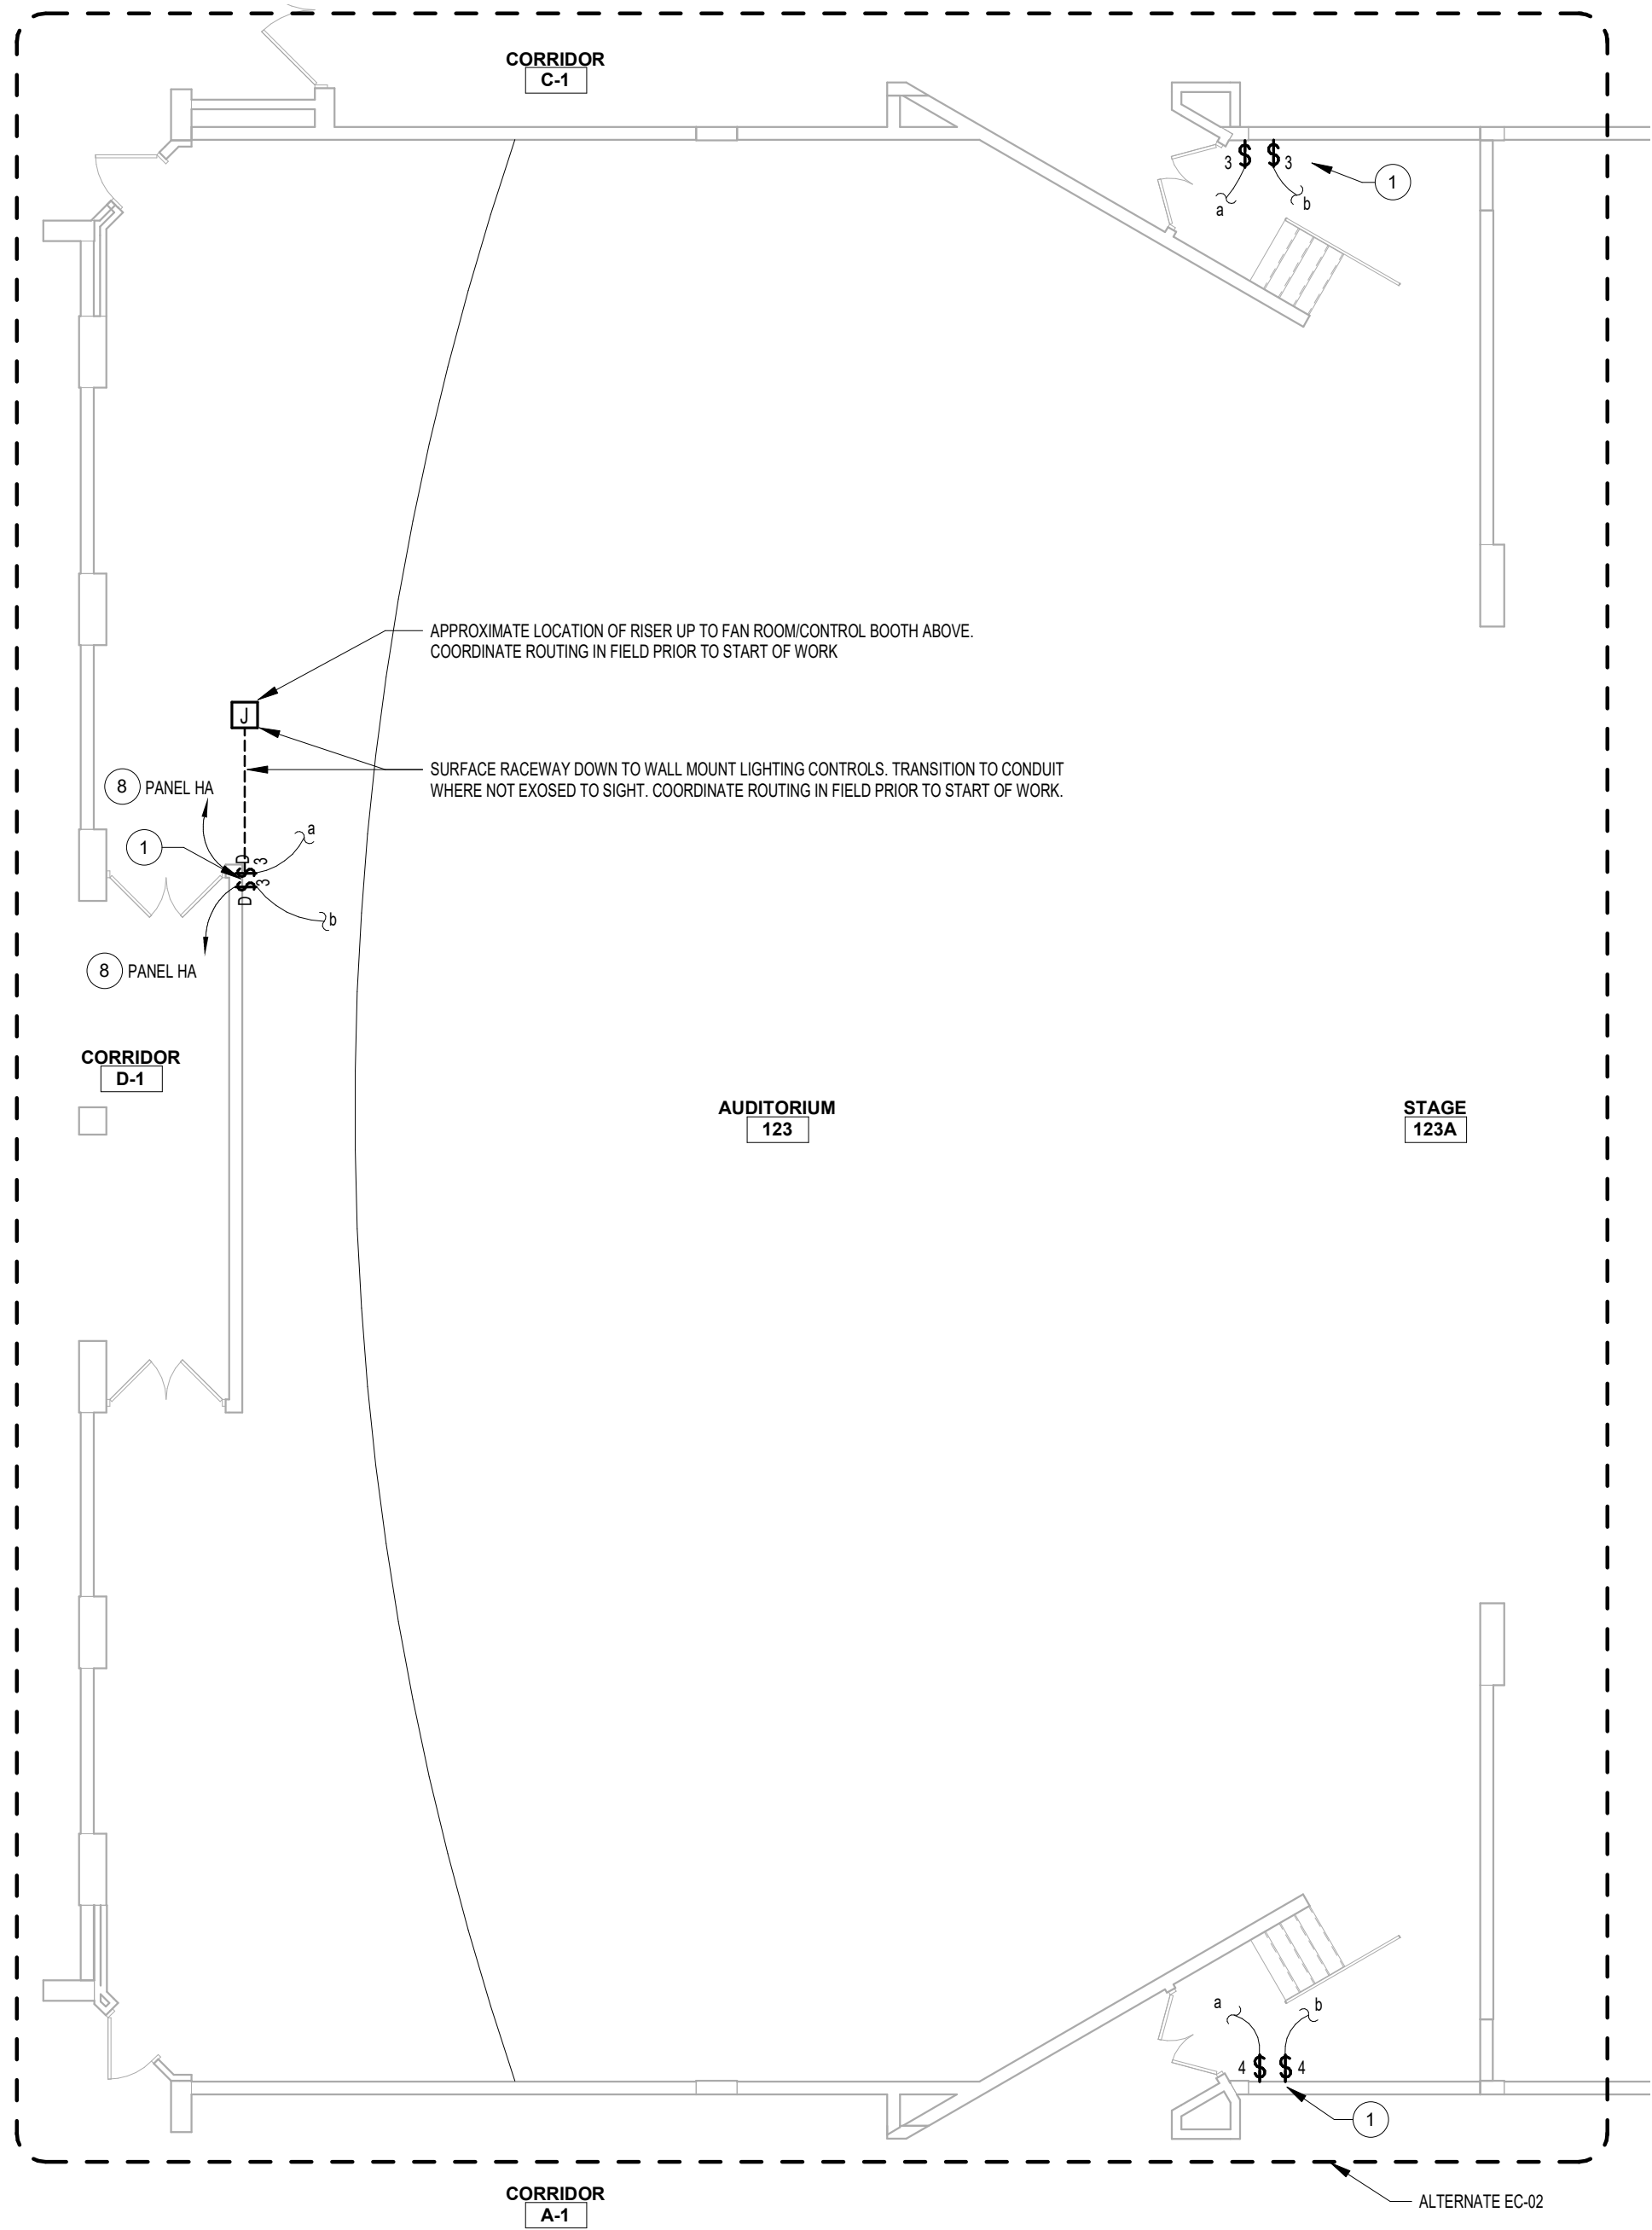 CORRIDOR
C-1
3 $ $ 3
1
a
b
APPROXIMATE LOCATION OF RISER UP TO FAN ROOM/CONTROL BOOTH ABOVE.
COORDINATE ROUTING IN FIELD PRIOR TO START OF WORK
J
SURFACE RACEWAY DOWN TO WALL MOUNT LIGHTING CONTROLS. TRANSITION TO CONDUIT
WHERE NOT EXOSED TO SIGHT. COORDINATE ROUTING IN FIELD PRIOR TO START OF WORK.
8 PANEL HA
a
1
D $ 3
D $ 3
b
8 PANEL HA
CORRIDOR
D-1
AUDITORIUM
123
STAGE
123A
a
b
4 $ $ 4
1
ALTERNATE EC-02
CORRIDOR
A-1